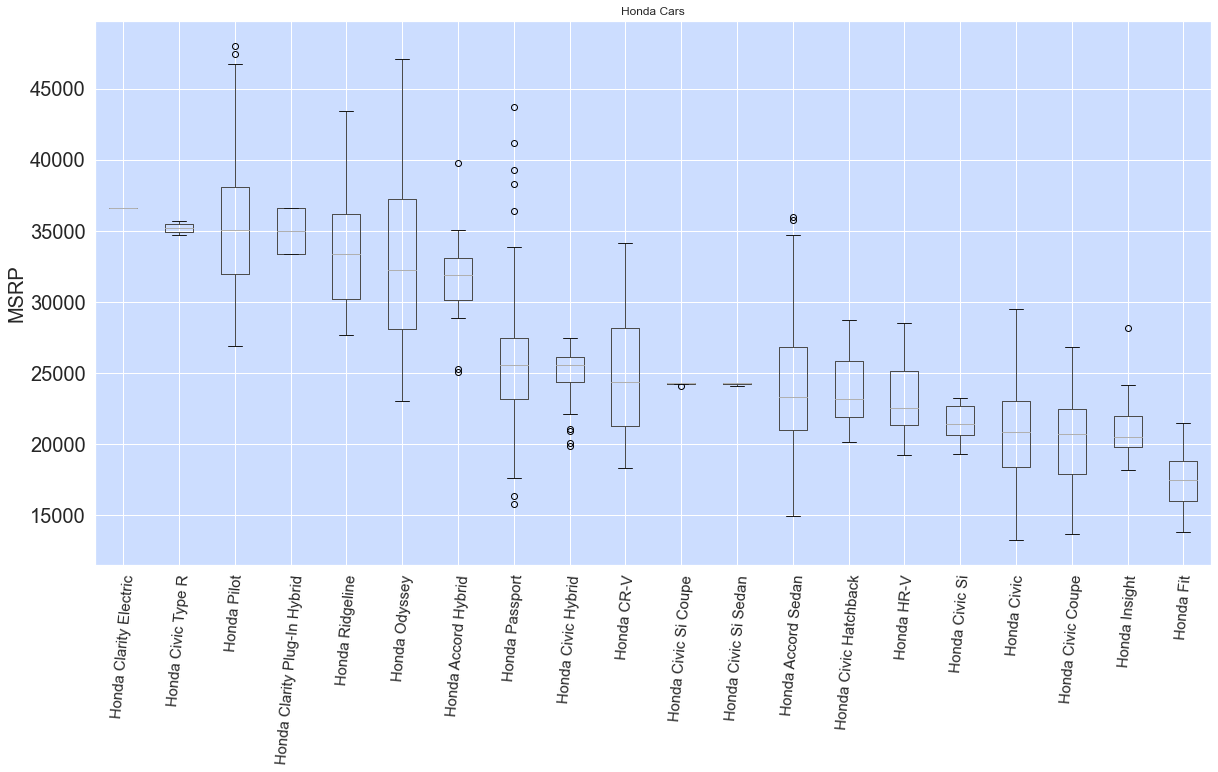 Honda Cars
MSRP
45000
40000
35000
30000
25000
20000
15000
Honda Clarity Electric
Honda Civic Type R
Honda Pilot
Honda Clarity Plug-In Hybrid
Honda Ridgeline
Honda Odyssey
Honda Accord Hybrid
Honda Passport
Honda Civic Hybrid
Honda CR-V
Honda Civic Si Coupe
Honda Civic Si Sedan
Honda Accord Sedan
Honda Civic Hatchback
Honda HR-V
Honda Civic Si
Honda Civic
Honda Civic Coupe
Honda Insight
Honda Fit